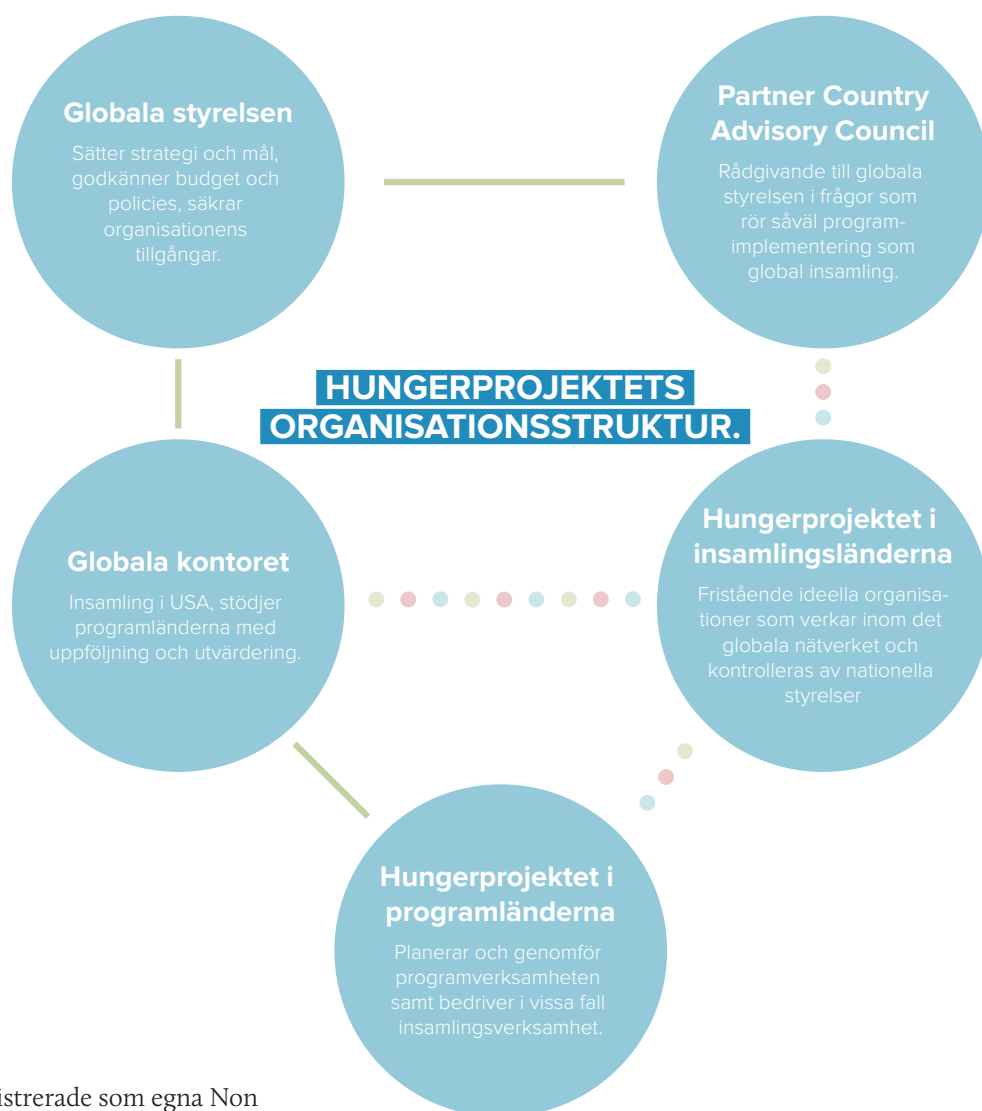 Globala styrelsen
Sätter strategi och mål,
godkänner budget och
policies, säkrar
organisationens
tillgångar.
Partner Country
Advisory Council
Rådgivande till globala
styrelsen i frågor som
rör såväl program-
implementering som
global insamling.
HUNGERPROJEKTETS
ORGANISATIONSSTRUKTUR.
Globala kontoret
Insamling i USA, stödjer
programländerna med
uppföljning och utvärdering.
Hungerprojektet i
insamlingsländerna
Fristående ideella organisa-
tioner som verkar inom det
globala nätverket och
kontrolleras av nationella
styrelser
Hungerprojektet i
programländerna
Planerar och genomför
programverksamheten
samt bedriver i vissa fall
insamlingsverksamhet.
istrerade som egna Non